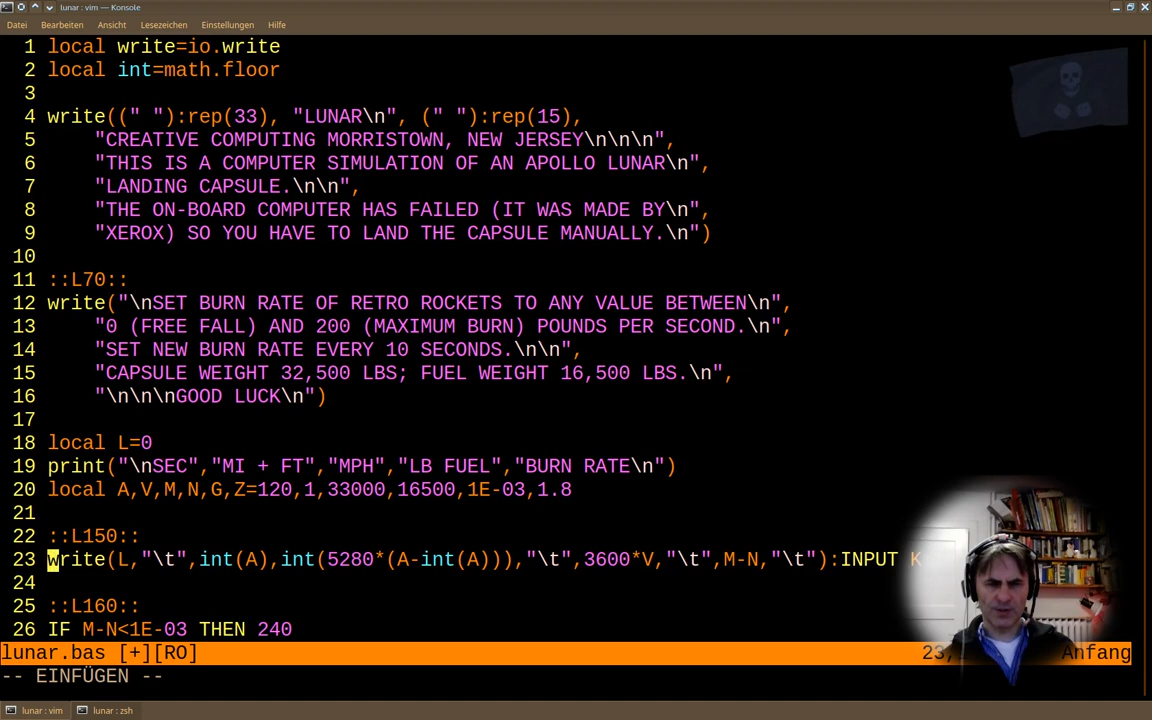 lunar : vim — Konsole
Datei Bearbeiten Ansicht Lesezeichen Einstellungen Hilfe
1 local write=io.write
2 local int=math.floor
3
4 write((" "):rep(33), "LUNAR\n", (" "):rep(15),
5 "CREATIVE COMPUTING MORRISTOWN, NEW JERSEY\n\n\n",
6 "THIS IS A COMPUTER SIMULATION OF AN APOLLO LUNAR\n",
7 "LANDING CAPSULE.\n\n",
8 "THE ON-BOARD COMPUTER HAS FAILED (IT WAS MADE BY\n",
9 "XEROX) SO YOU HAVE TO LAND THE CAPSULE MANUALLY.\n")
10
11 ::L70::
12 write("\nSET BURN RATE OF RETRO ROCKETS TO ANY VALUE BETWEEN\n",
13 "0 (FREE FALL) AND 200 (MAXIMUM BURN) POUNDS PER SECOND.\n",
14 "SET NEW BURN RATE EVERY 10 SECONDS.\n\n",
15 "CAPSULE WEIGHT 32,500 LBS; FUEL WEIGHT 16,500 LBS.\n",
16 "\n\n\nGOOD LUCK\n")
17
18 local L=0
19 print("\nSEC","MI + FT","MPH","LB FUEL","BURN RATE\n")
20 local A,V,M,N,G,Z=120,1,33000,16500,1E-03,1.8
21
22 ::L150::
23 write(L,"\t",int(A),int(5280*(A-int(A))),"\t",3600*V,"\t",M-N,"\t"):INPUT K
24
25 ::L160::
26 IF M-N<1E-03 THEN 240
lunar.bas [+][RO] 23, Anfang
-- EINFÜGEN --
lunar : vim lunar : zsh